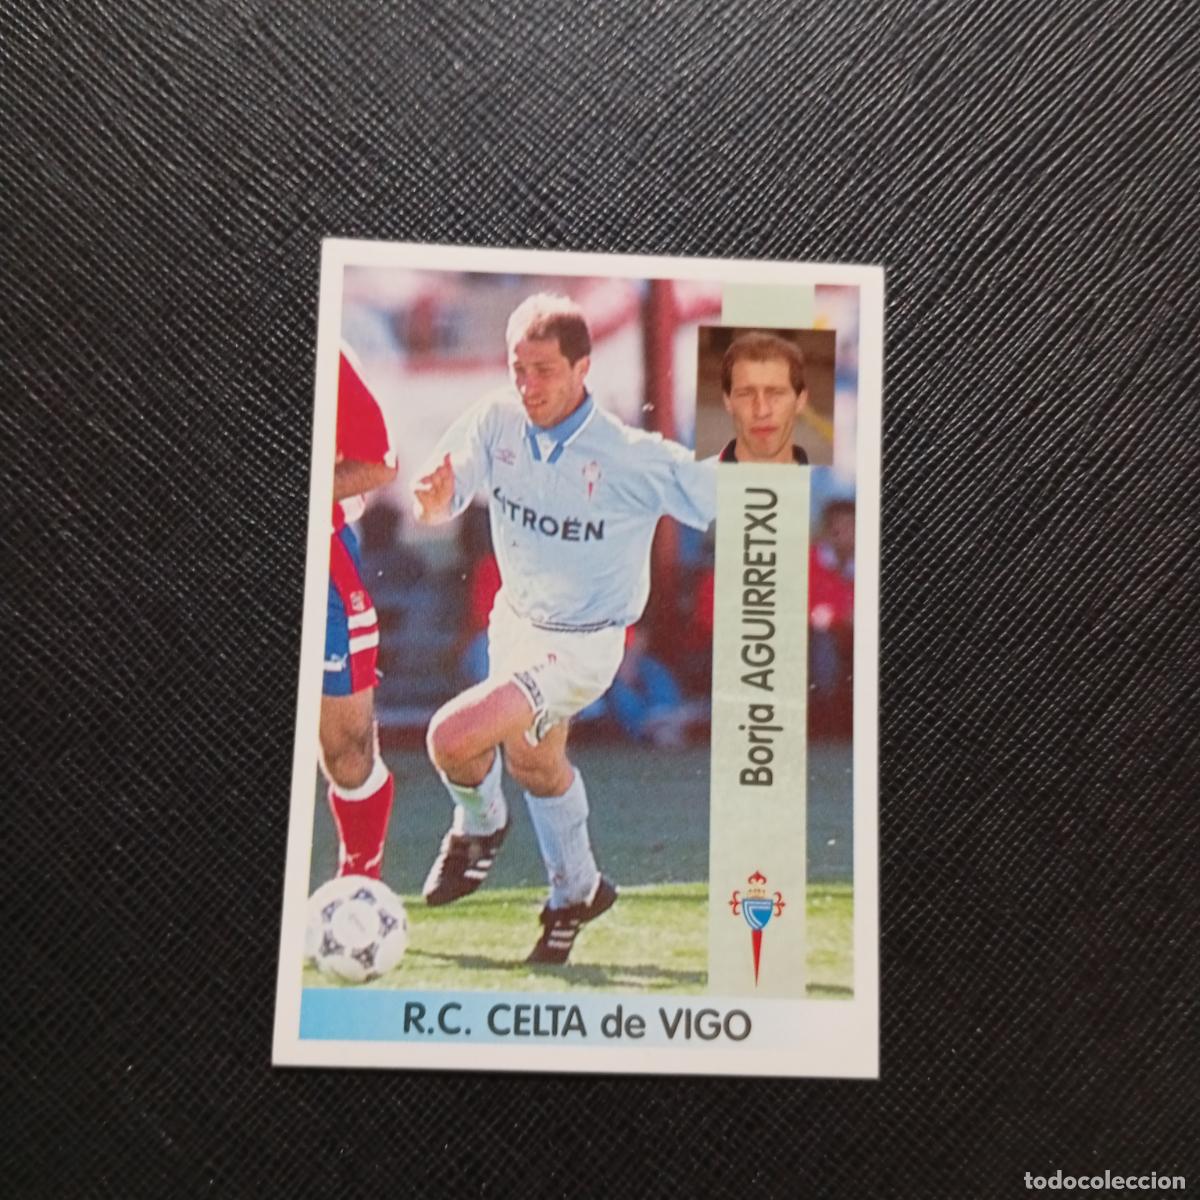 CITROËN
Borja AGUIRRETXU
R.C. CELTA de VIGO
todocoleccion